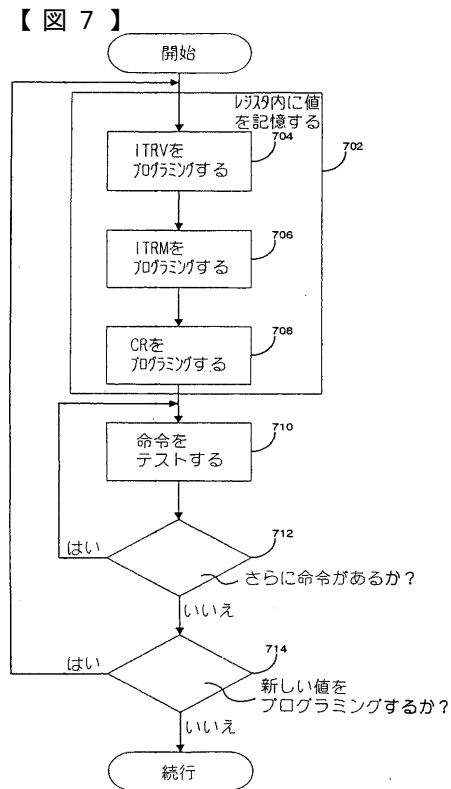 【図7】
開始
レジスタ内に値
を記憶する
702
704
ITRVを
プログラミングする
706
ITRMを
プログラミングする
708
CRを
プログラミングする
710
命令を
テストする
712
はい
さらに命令があるか?
いいえ
714
はい
新しい値を
プログラミングするか?
いいえ
続行